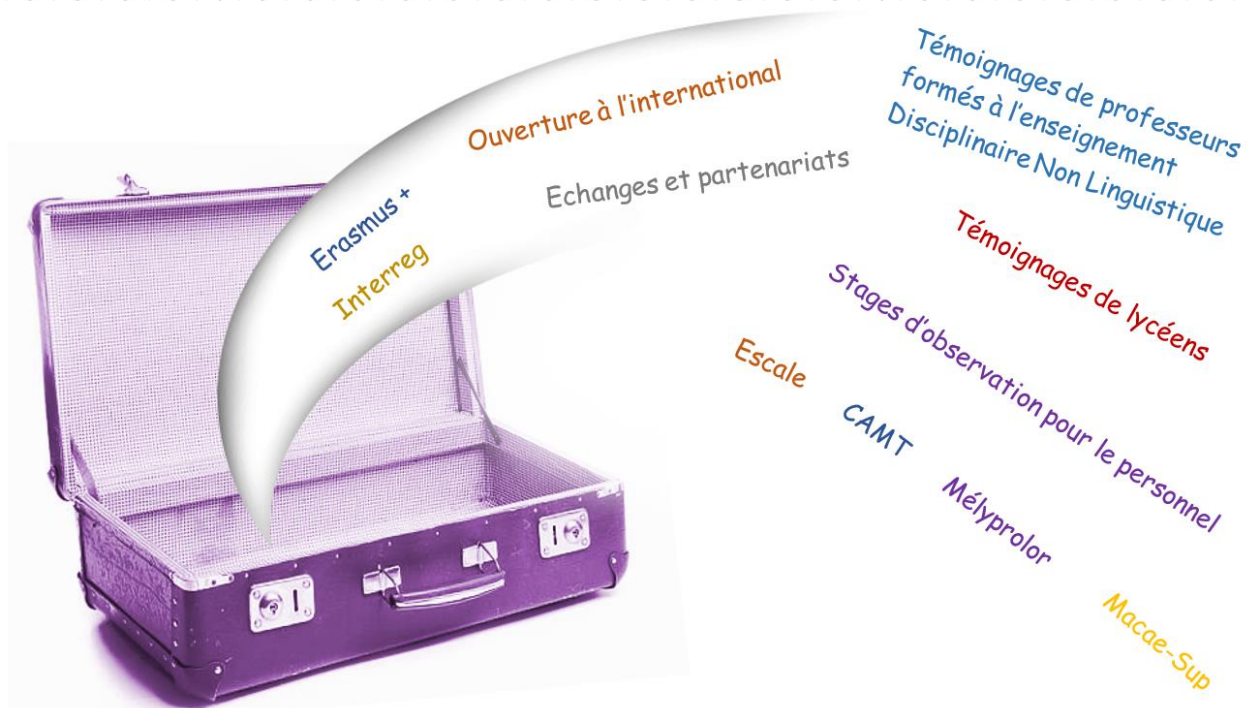 Ouverture à l'international
Echanges et partenariats
Erasmus +
Interreg
Témoignages de professeurs
formés à l'enseignement
Disciplinaire Non Linguistique
Témoignages de lycéens
Stages d'observation pour le personnel
Escale
CAMT
Mélyprolor
Macae-Sup